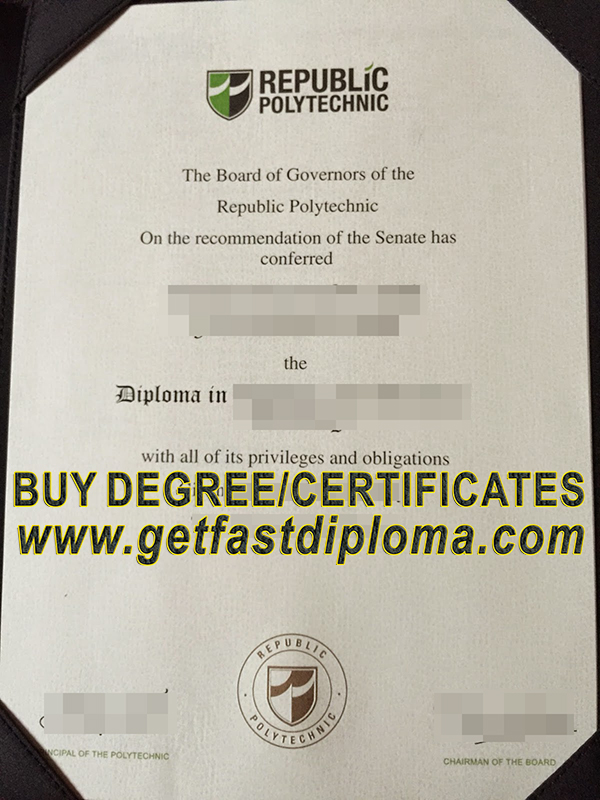 REPUBLIC
POLYTECHNIC
The Board of Governors of the
Republic Polytechnic
On the recommendation of the Senate has
conferred
the
Diploma in
with all of its privileges and obligations
BUY DEGREE/CERTIFICATES
www.getfastdiploma.com
REPUBLIC
POLYTECHNIC
NCIPAL OF THE POLYTECHNIC
CHAIRMAN OF THE BOARD